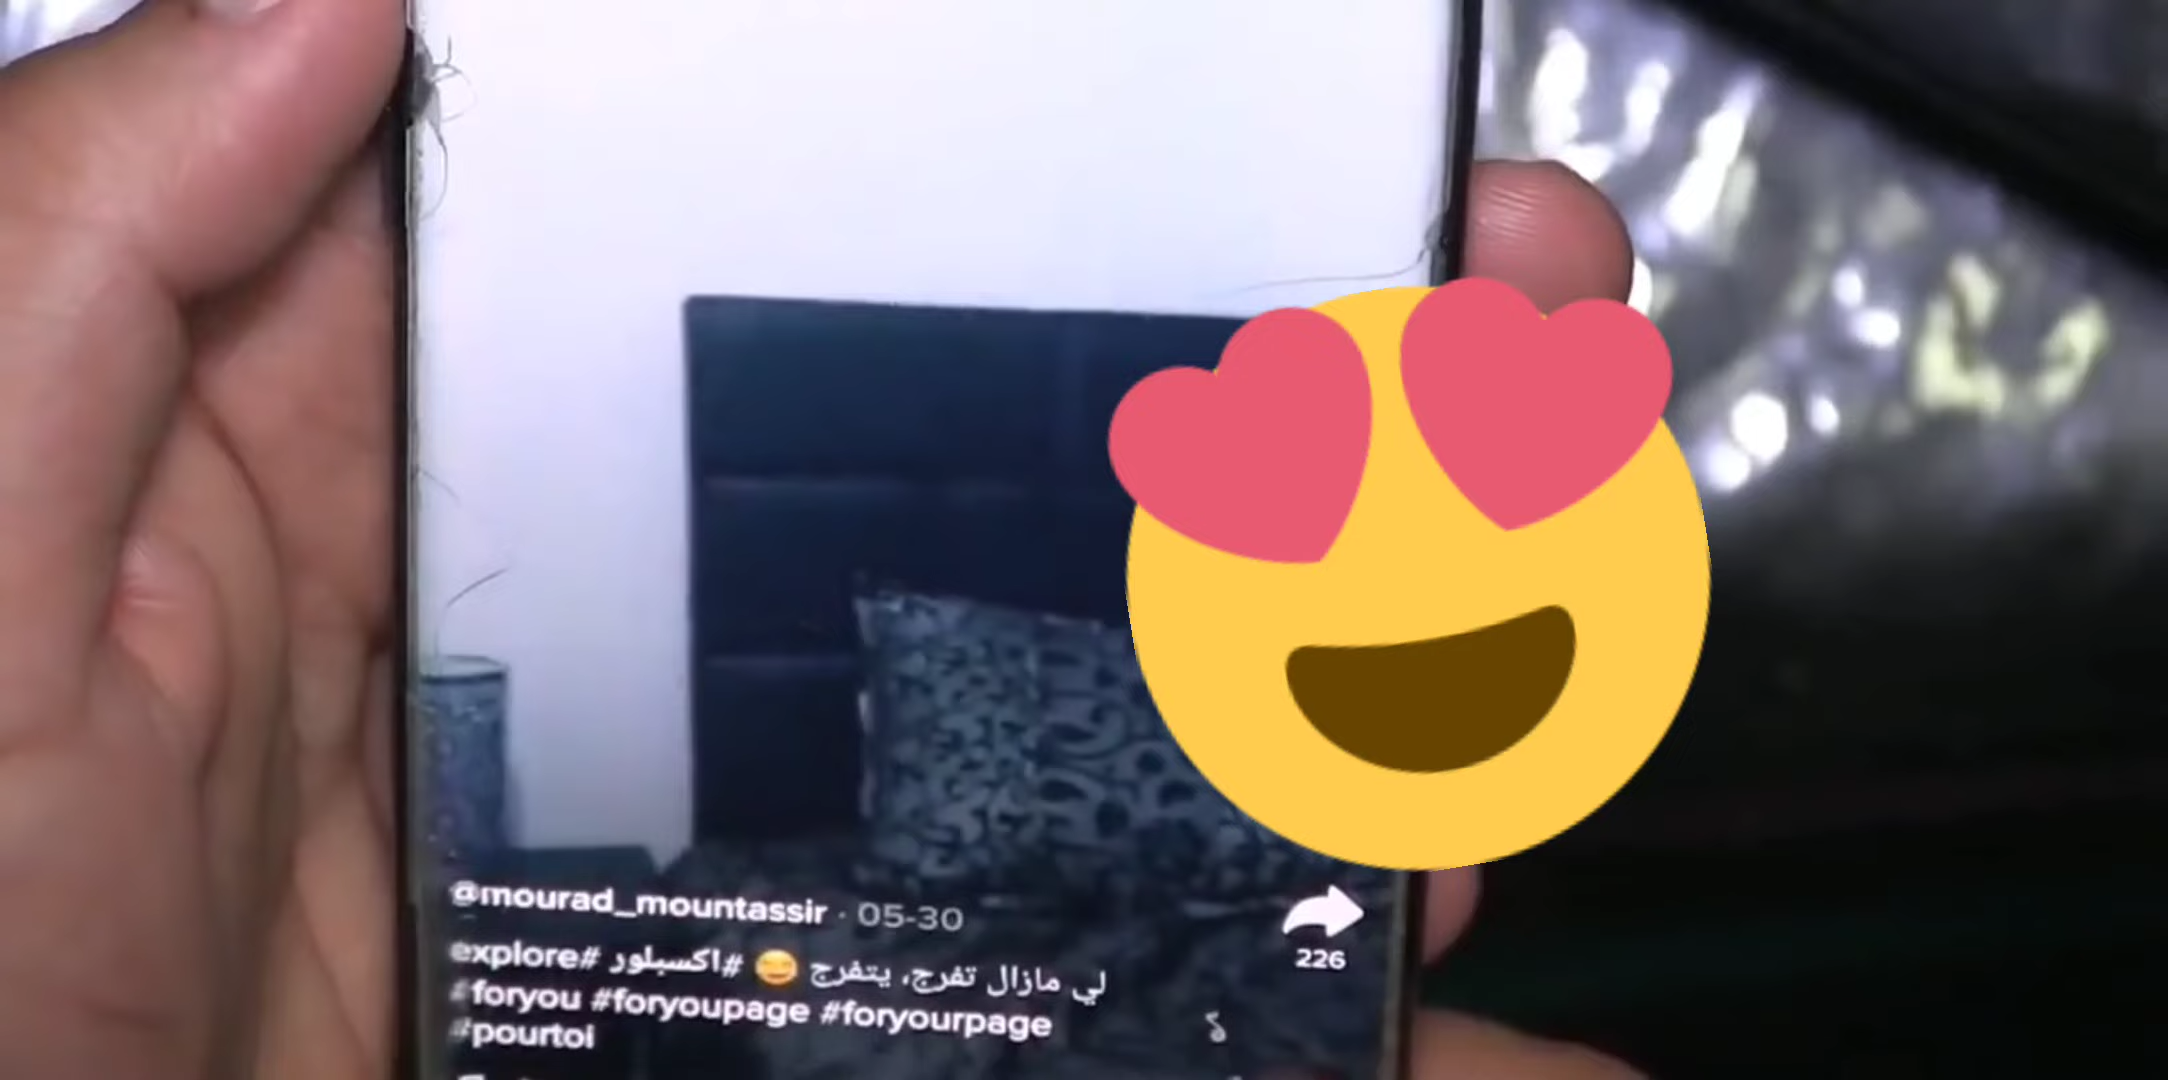 @mourad_mountassir · 05-30
لي مازال تفرج، يتفرج 😄 #اكسبلور #explore
#foryou #foryoupage #foryourpage
#pourtoi
226